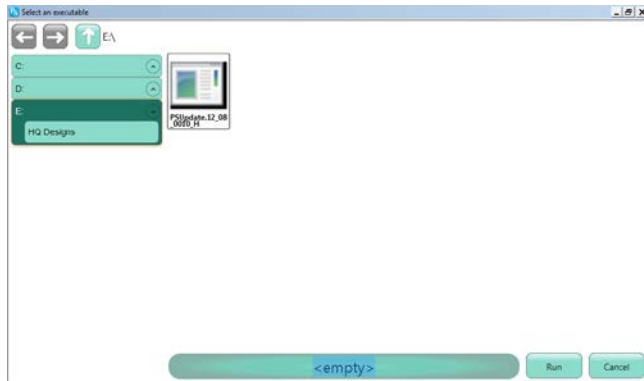 Select an executable
E:\
C:
D:
E:
HQ Designs
PSUpdate.12_08
_0010_H
<empty>
Run
Cancel